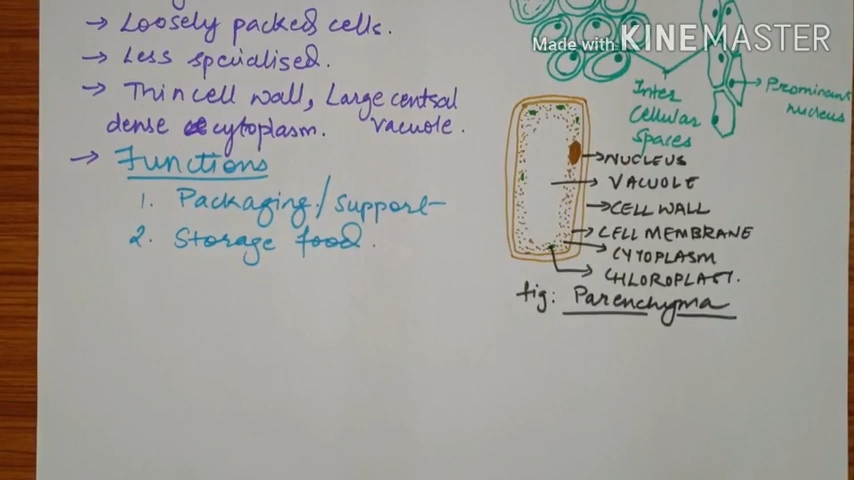 → Loosely packed cells.
→ Less specialised.
→ Thin cell wall, Large central
dense cytoplasm. Vacuole.
→ Functions
1. Packaging/Support
2. Storage food.
Made with KINEMASTER
Inter
Cellular
Spaces
Prominant
nucleus
NUCLEUS
VACUOLE
CELL WALL
CELL MEMBRANE
CYTOPLASM
CHLOROPLAST.
fig: Parenchyma